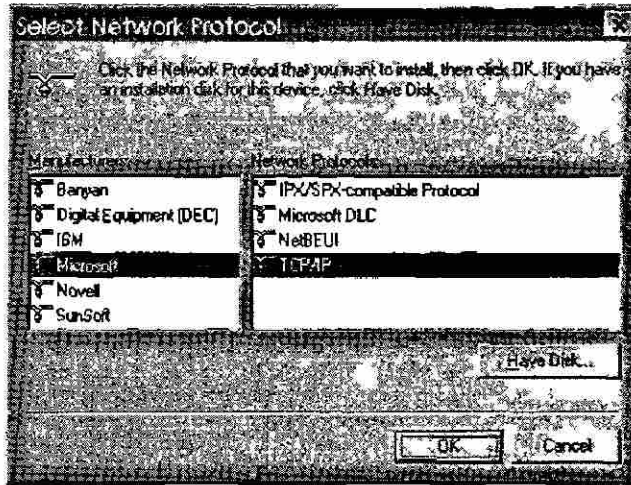 Select Network Protocol
Click the Network Protocol that you want to install, then click OK. If you have
an installation disk for this device, click Have Disk.
Manufacturers:
Banyan
Digital Equipment (DEC)
IBM
Microsoft
Novell
SunSoft
Network Protocols:
IPX/SPX-compatible Protocol
Microsoft DLC
NetBEUI
TCP/IP
Have Disk...
OK
Cancel